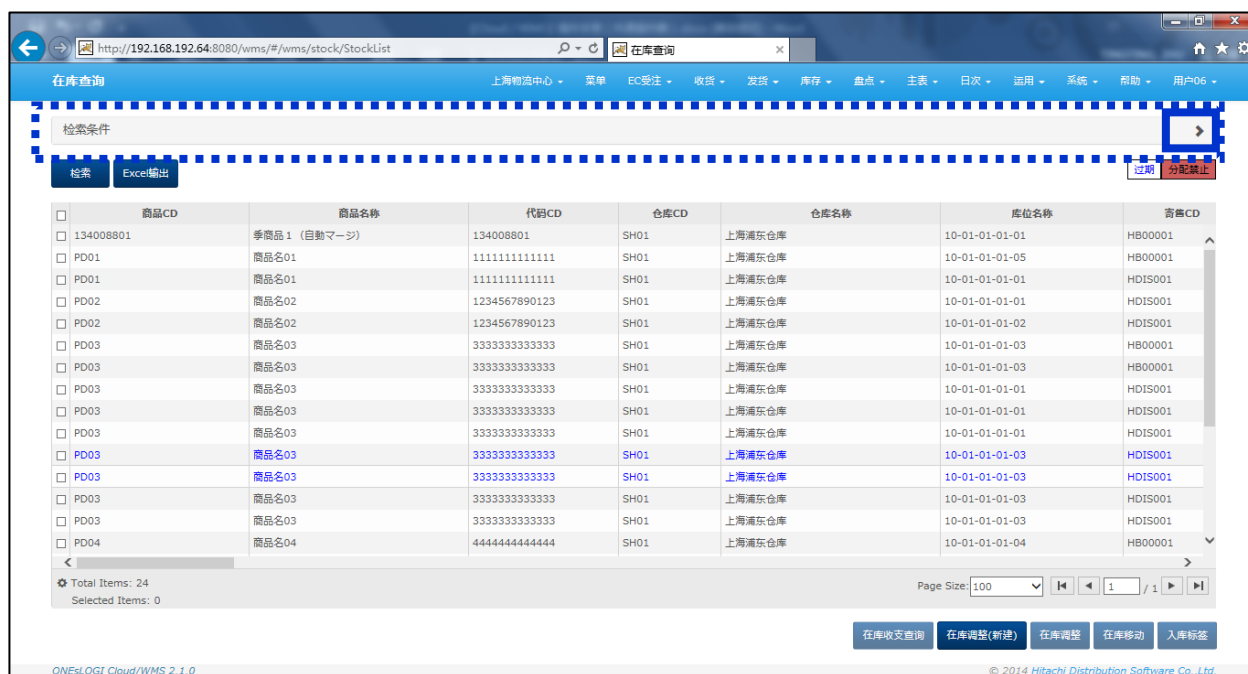 http://192.168.192.64:8080/wms/#/wms/stock/StockList 在库查询
在库查询 上海物流中心 菜单 EC受注 收货 发货 库存 盘点 主表 日次 运用 系统 帮助 用户06
检索条件
检索 Excel输出 过期 分配禁止
商品CD 商品名称 代码CD 仓库CD 仓库名称 库位名称 寄售CD
134008801 季商品1（自動マージ） 134008801 SH01 上海浦东仓库 10-01-01-01-01 HB00001
PD01 商品名01 1111111111111 SH01 上海浦东仓库 10-01-01-01-05 HB00001
PD01 商品名01 1111111111111 SH01 上海浦东仓库 10-01-01-01-01 HDIS001
PD02 商品名02 1234567890123 SH01 上海浦东仓库 10-01-01-01-01 HDIS001
PD02 商品名02 1234567890123 SH01 上海浦东仓库 10-01-01-01-02 HDIS001
PD03 商品名03 3333333333333 SH01 上海浦东仓库 10-01-01-01-03 HB00001
PD03 商品名03 3333333333333 SH01 上海浦东仓库 10-01-01-01-03 HB00001
PD03 商品名03 3333333333333 SH01 上海浦东仓库 10-01-01-01-01 HDIS001
PD03 商品名03 3333333333333 SH01 上海浦东仓库 10-01-01-01-01 HDIS001
PD03 商品名03 3333333333333 SH01 上海浦东仓库 10-01-01-01-01 HDIS001
PD03 商品名03 3333333333333 SH01 上海浦东仓库 10-01-01-01-03 HDIS001
PD03 商品名03 3333333333333 SH01 上海浦东仓库 10-01-01-01-03 HDIS001
PD03 商品名03 3333333333333 SH01 上海浦东仓库 10-01-01-01-03 HDIS001
PD03 商品名03 3333333333333 SH01 上海浦东仓库 10-01-01-01-03 HDIS001
PD04 商品名04 4444444444444 SH01 上海浦东仓库 10-01-01-01-04 HB00001
Total Items: 24 Page Size: 100 1 / 1
Selected Items: 0
在库收支查询 在库调整(新建) 在库调整 在库移动 入库标签
ONEsLOGI Cloud/WMS 2.1.0 © 2014 Hitachi Distribution Software Co.,Ltd.